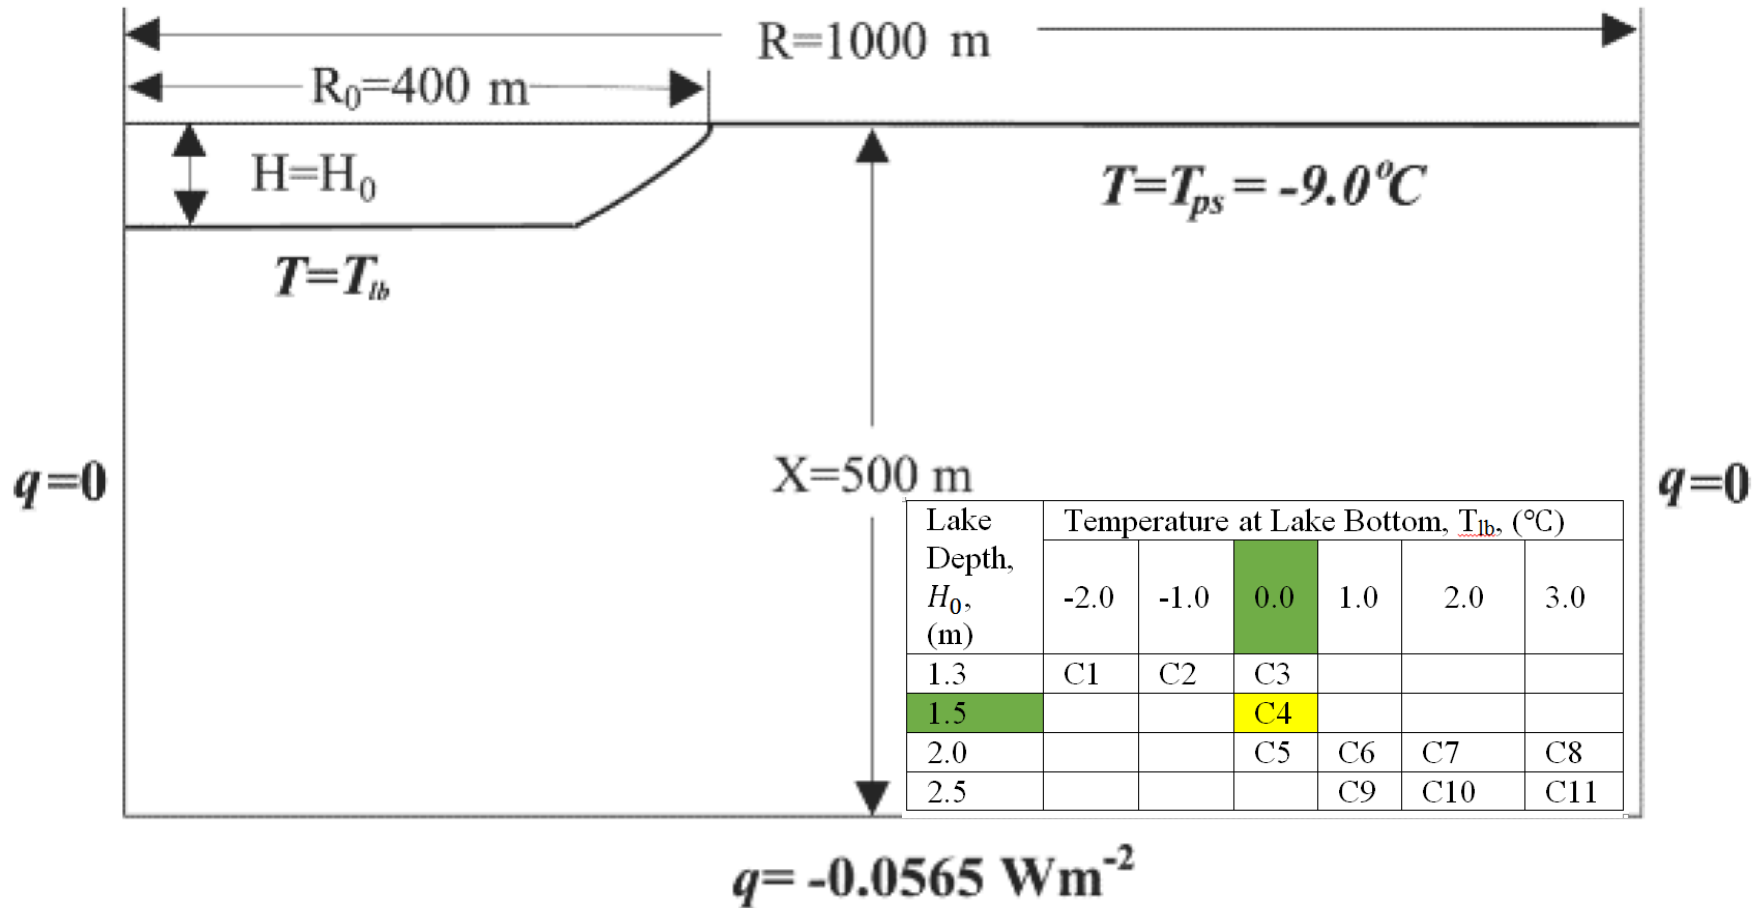 R=1000 m
R₀=400 m
H=H₀
T=Tₗb
T=Tps= -9.0°C
q=0
X=500 m
q=0
Lake Depth, H₀, (m) Temperature at Lake Bottom, Tlb, (°C)
-2.0 -1.0 0.0 1.0 2.0 3.0
1.3 C1 C2 C3
1.5 C4
2.0 C5 C6 C7 C8
2.5 C9 C10 C11
q= -0.0565 Wm⁻²